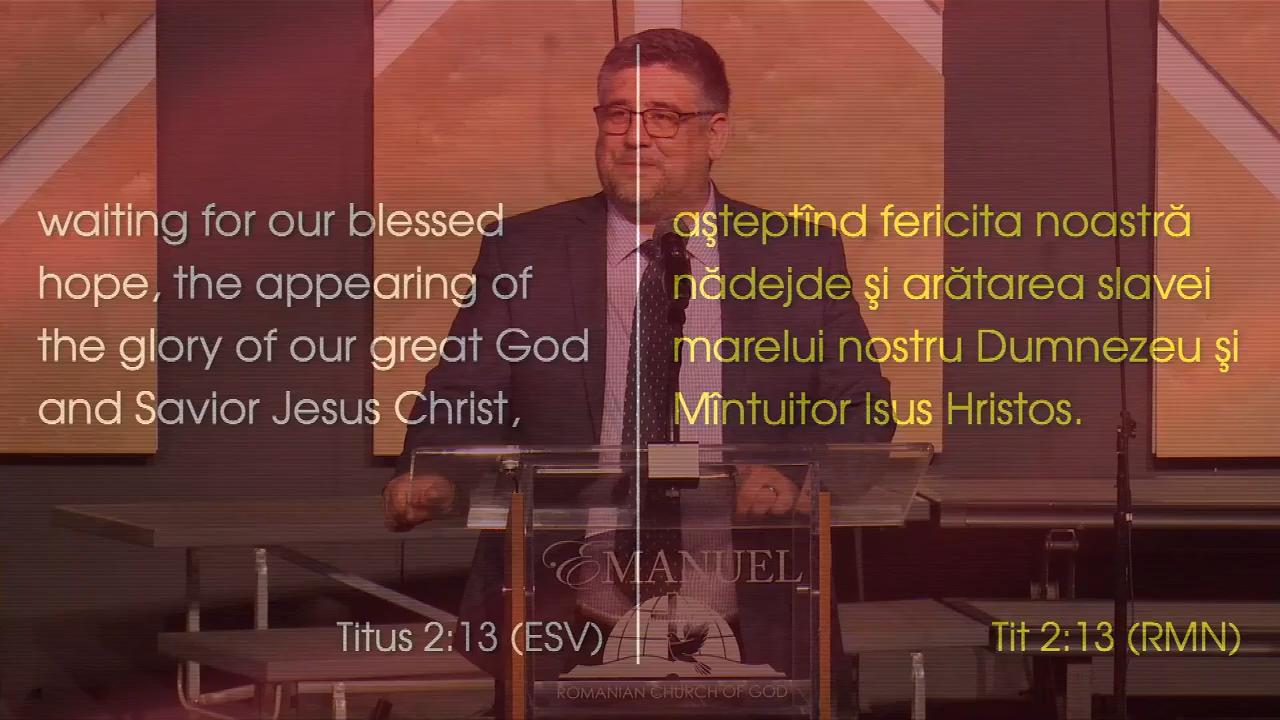 waiting for our blessed
hope, the appearing of
the glory of our great God
and Savior Jesus Christ,
Titus 2:13 (ESV)
aşteptînd fericita noastră
nădejde şi arătarea slavei
marelui nostru Dumnezeu şi
Mîntuitor Isus Hristos.
Tit 2:13 (RMN)
EMANUEL
ROMANIAN CHURCH OF GOD